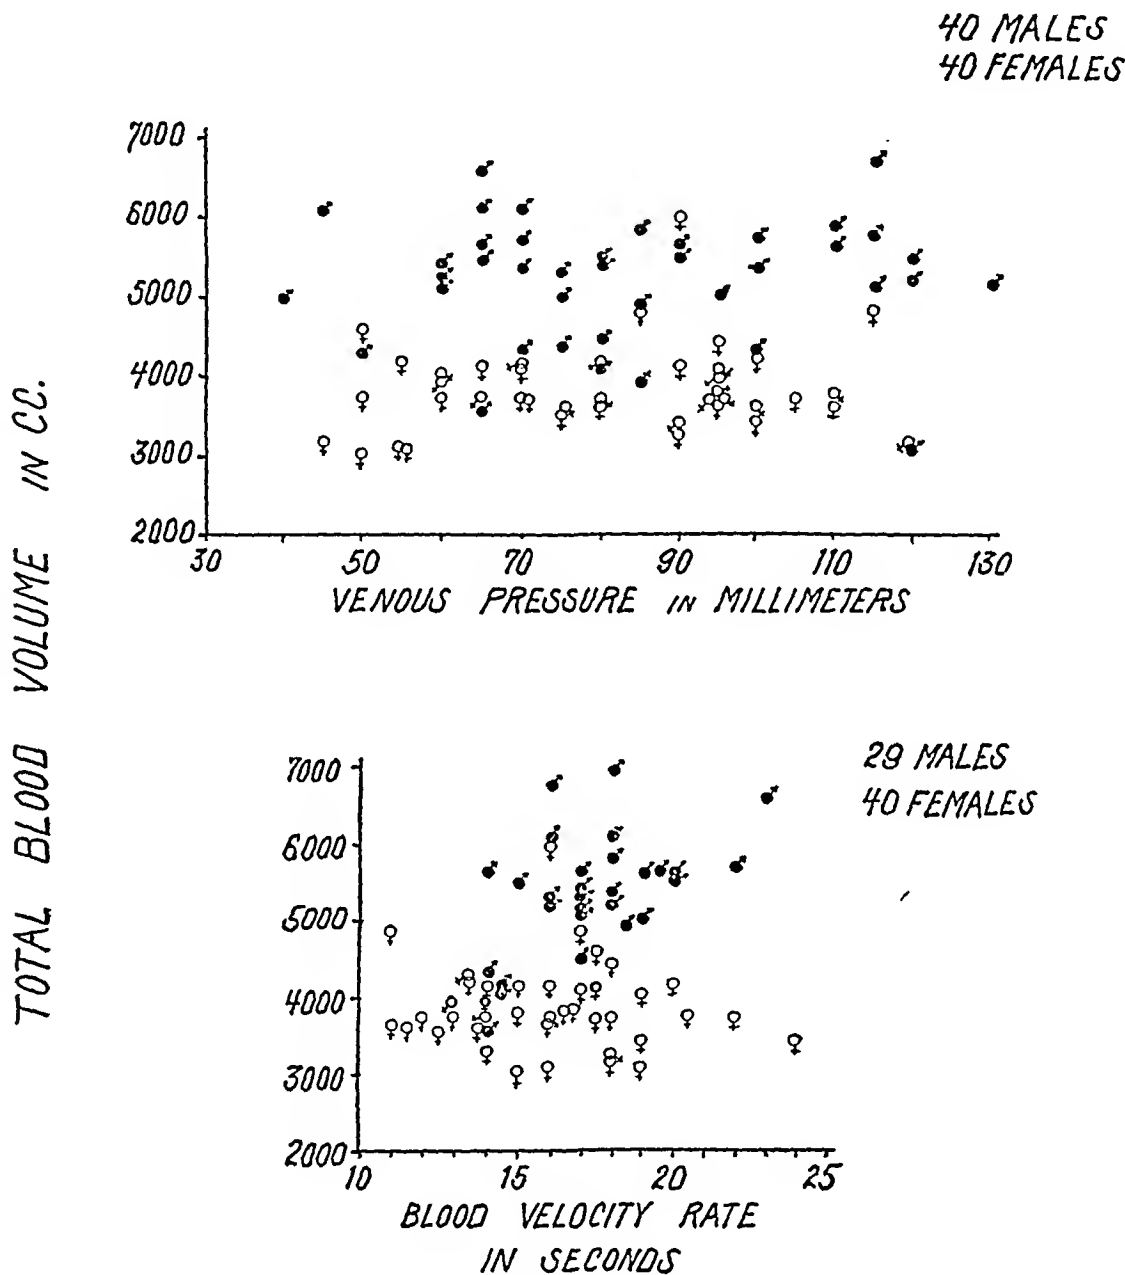 40 MALES
40 FEMALES
7000
6000
5000
4000
3000
2000
30 50 70 90 110 130
VENOUS PRESSURE IN MILLIMETERS
TOTAL BLOOD VOLUME IN CC.
29 MALES
40 FEMALES
7000
6000
5000
4000
3000
2000
10 15 20 25
BLOOD VELOCITY RATE
IN SECONDS